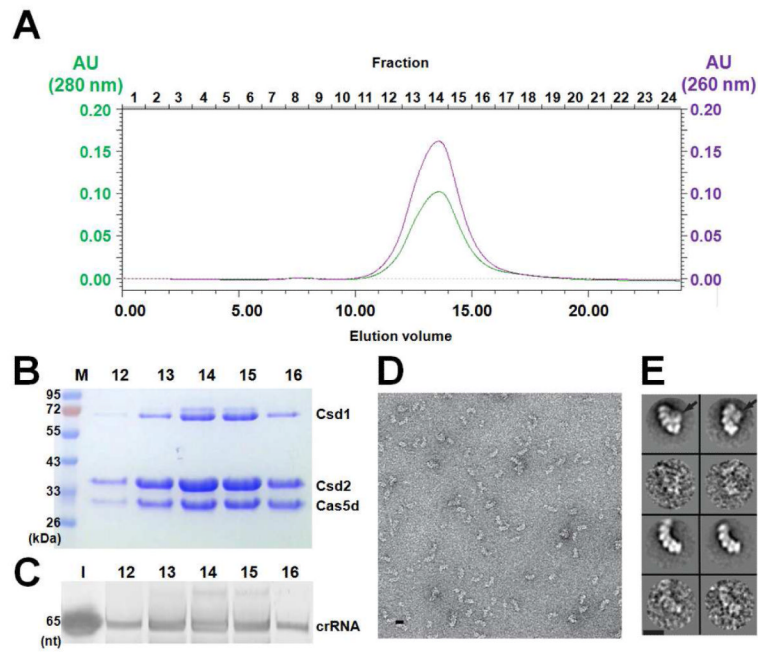 A
AU
(280 nm)
Fraction
AU
(260 nm)
1 2 3 4 5 6 7 8 9 10 11 12 13 14 15 16 17 18 19 20 21 22 23 24
0.20 0.20
0.15 0.15
0.10 0.10
0.05 0.05
0.00 0.00
0.00 5.00 10.00 15.00 20.00
Elution volume
B
M 12 13 14 15 16
95
72
55
43
33
26
(kDa)
Csd1
Csd2
Cas5d
C
I 12 13 14 15 16
65
(nt)
crRNA
D
E